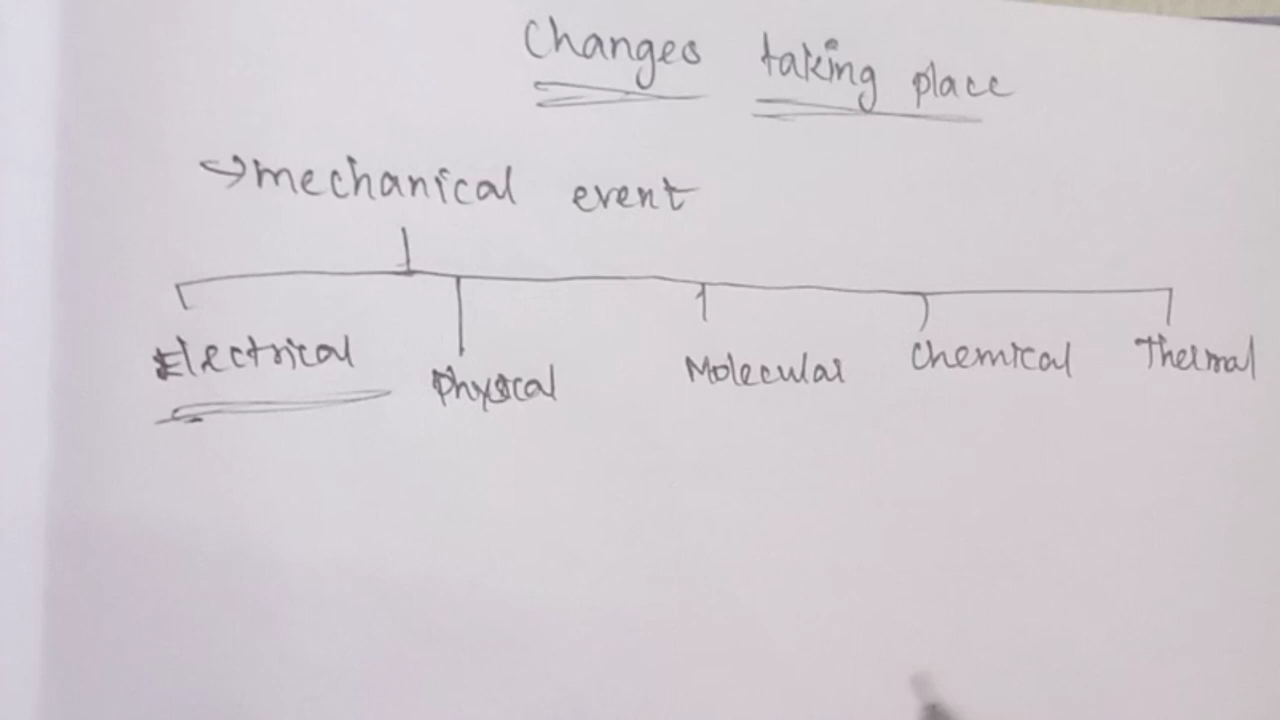 Changes taking place
→mechanical event
Electrical Physical Molecular Chemical Thermal